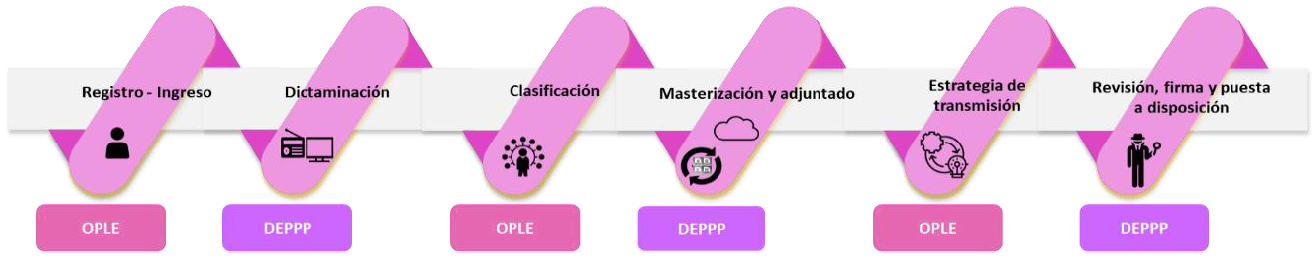 Registro - Ingreso
Dictaminación
Clasificación
Masterización y adjuntado
Estrategia de
transmisión
Revisión, firma y puesta
a disposición
OPLE
DEPPP
OPLE
DEPPP
OPLE
DEPPP